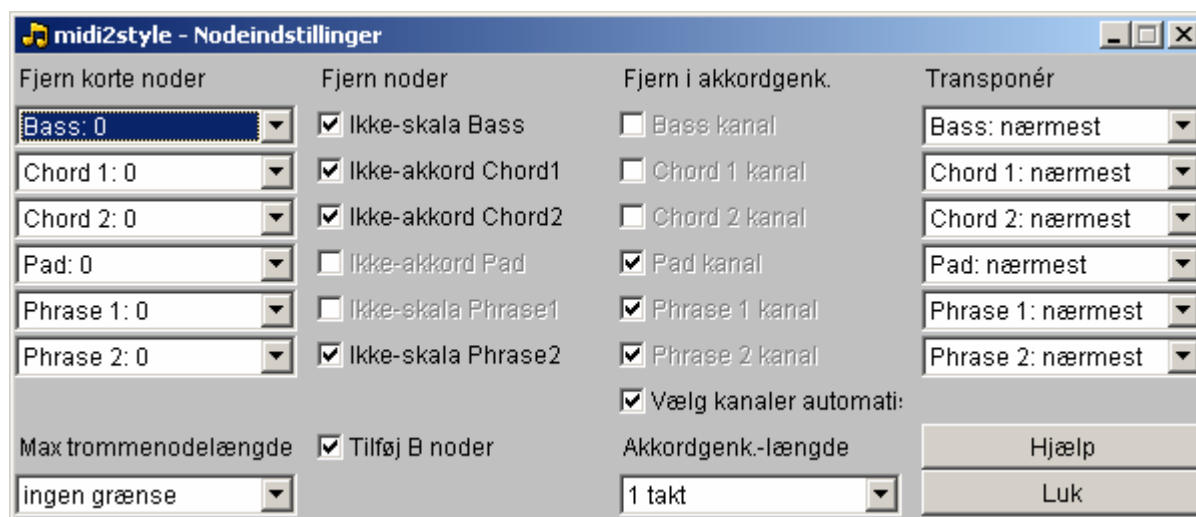 midi2style - Nodeindstillinger
Fjern korte noder Fjern noder Fjern i akkordgenk. Transponér
Bass: 0 Ikke-skala Bass Bass kanal Bass: nærmest
Chord 1: 0 Ikke-akkord Chord1 Chord 1 kanal Chord 1: nærmest
Chord 2: 0 Ikke-akkord Chord2 Chord 2 kanal Chord 2: nærmest
Pad: 0 Ikke-akkord Pad Pad kanal Pad: nærmest
Phrase 1: 0 Ikke-skala Phrase1 Phrase 1 kanal Phrase 1: nærmest
Phrase 2: 0 Ikke-skala Phrase2 Phrase 2 kanal Phrase 2: nærmest
Vælg kanaler automati
Max trommenodelængde Tilføj B noder Akkordgenk.-længde Hjælp
ingen grænse 1 takt Luk